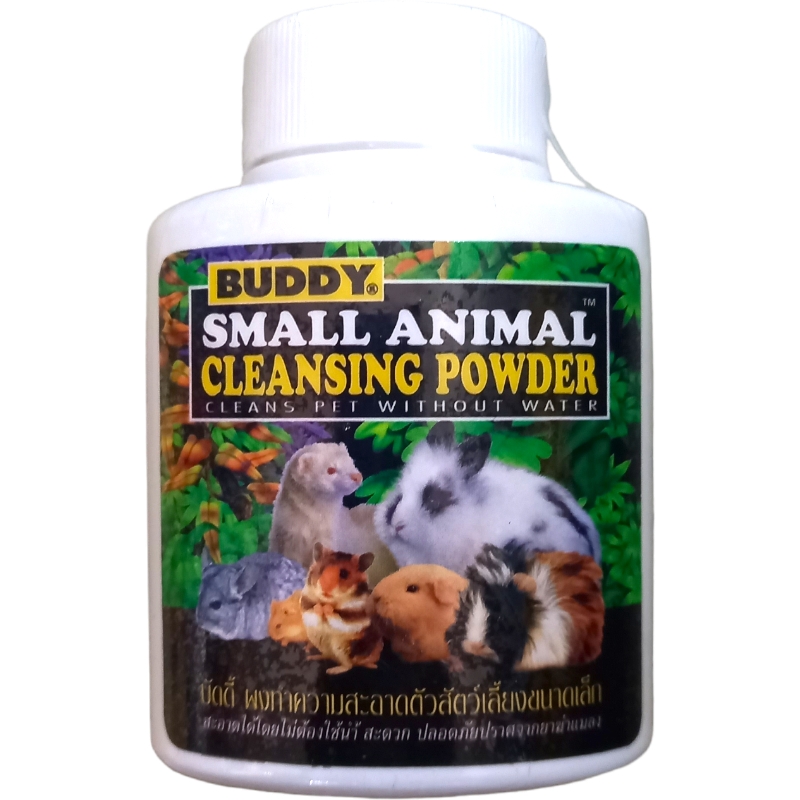 BUDDY®
SMALL ANIMAL™
CLEANSING POWDER
CLEANS PET WITHOUT WATER
บัดดี้ ผงทำความสะอาดตัวสัตว์เลี้ยงขนาดเล็ก
สะอาดได้โดยไม่ต้องใช้น้ำ สะดวก ปลอดภัยปราศจากยาฆ่าแมลง